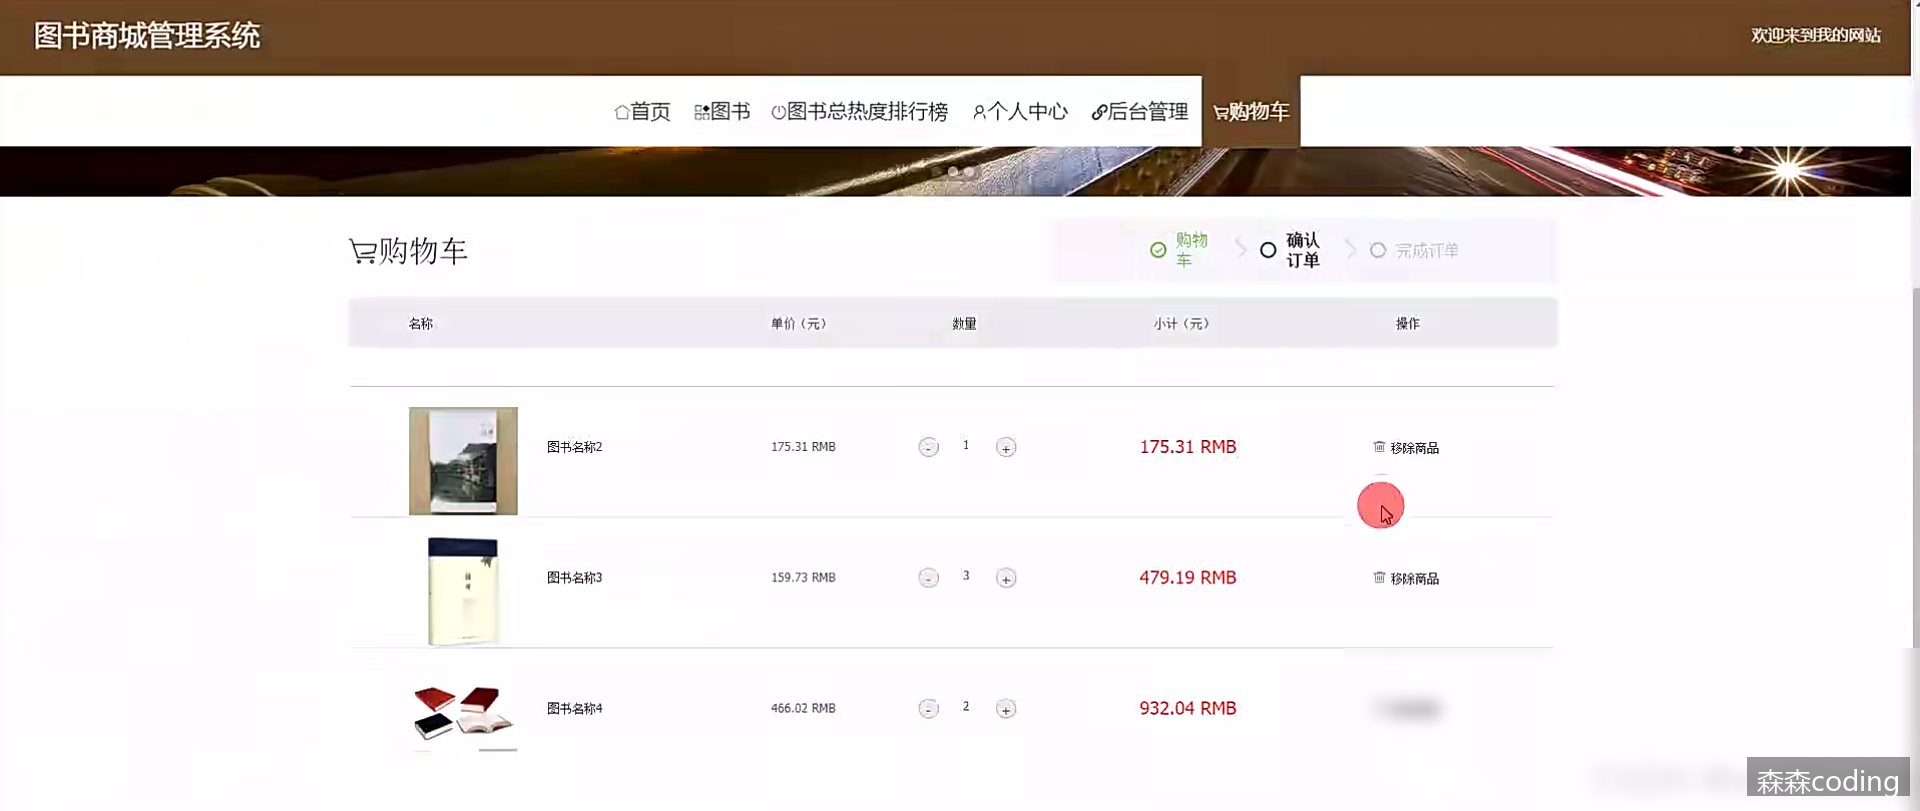 图书商城管理系统
欢迎来到我的网站
首页 图书 图书总热度排行榜 个人中心 后台管理 购物车
购物车
购物车 确认订单 完成订单
名称 单价（元） 数量 小计（元） 操作
图书名称2 175.31 RMB - 1 + 175.31 RMB 移除商品
图书名称3 159.73 RMB - 3 + 479.19 RMB 移除商品
图书名称4 466.02 RMB - 2 + 932.04 RMB
森森coding